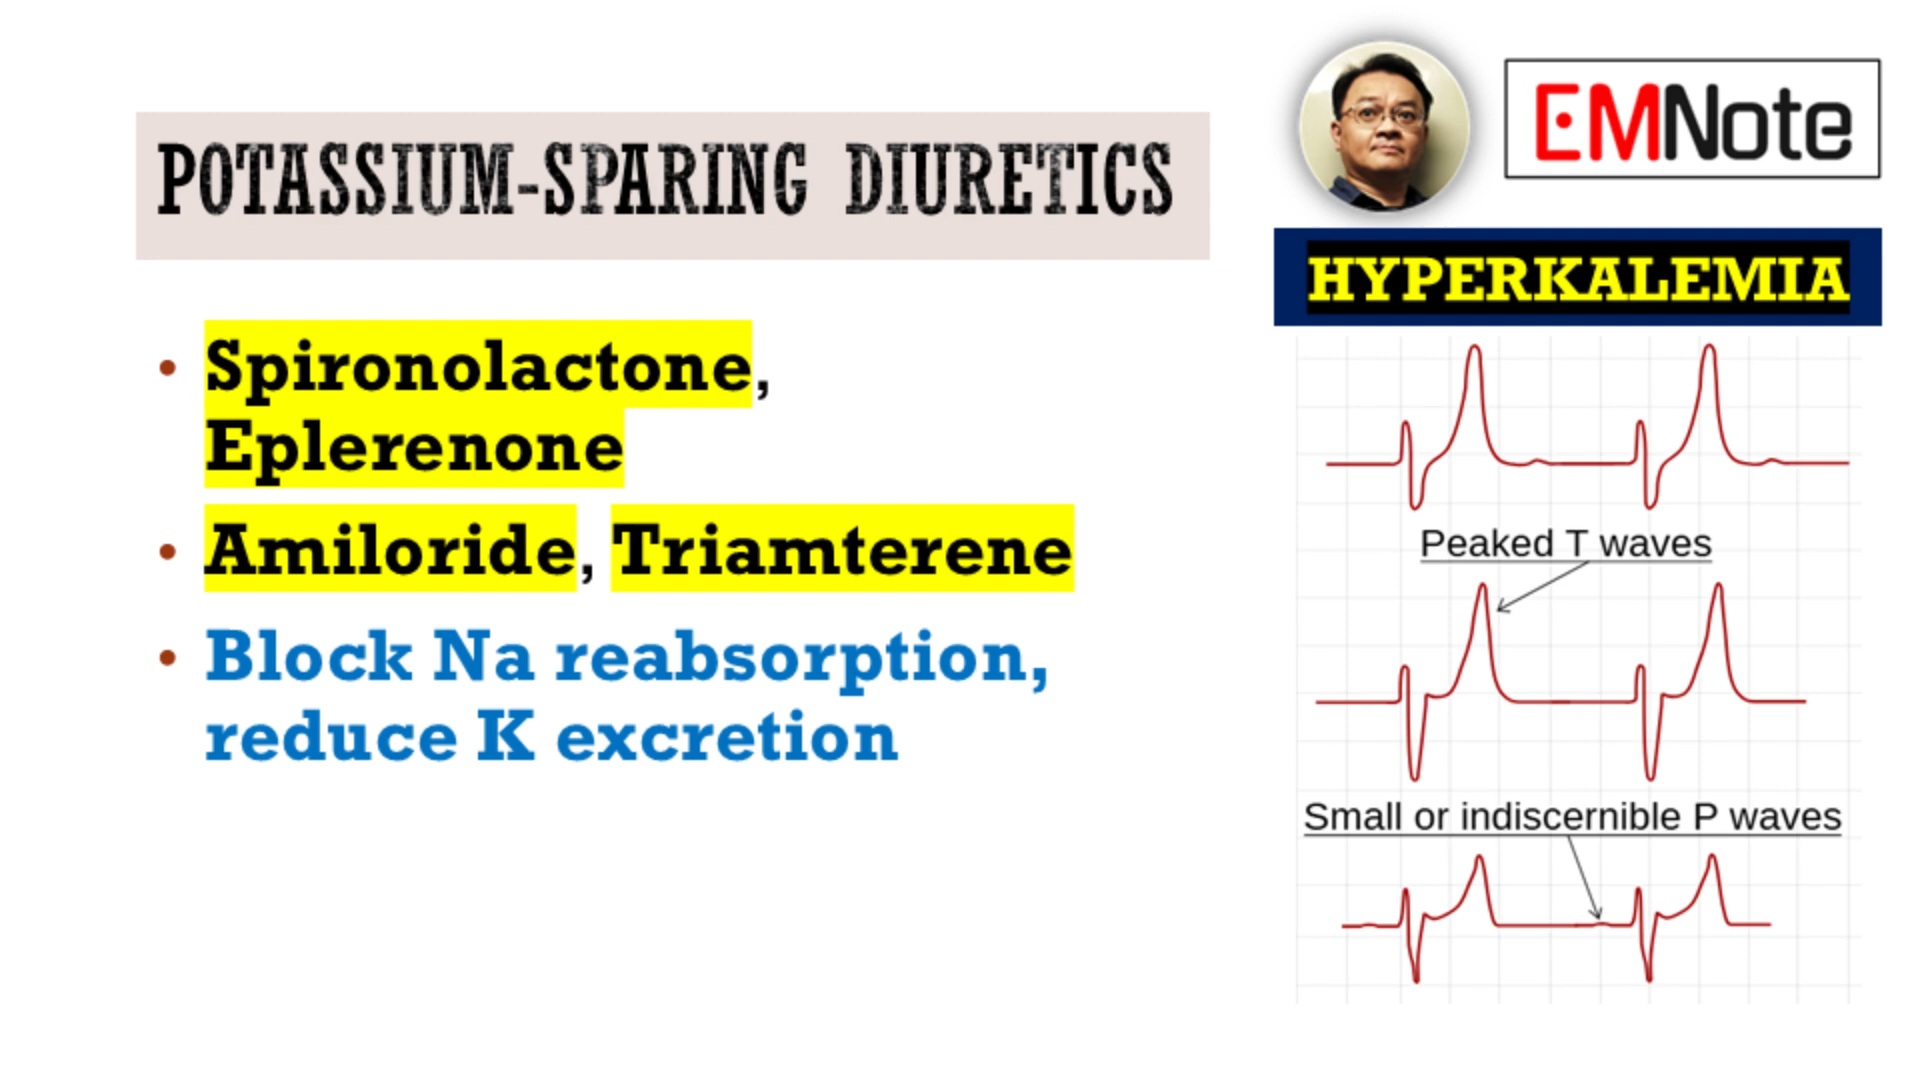 POTASSIUM-SPARING DIURETICS
• Spironolactone,
Eplerenone
• Amiloride, Triamterene
• Block Na reabsorption,
reduce K excretion
EMNote
HYPERKALEMIA
Peaked T waves
Small or indiscernible P waves